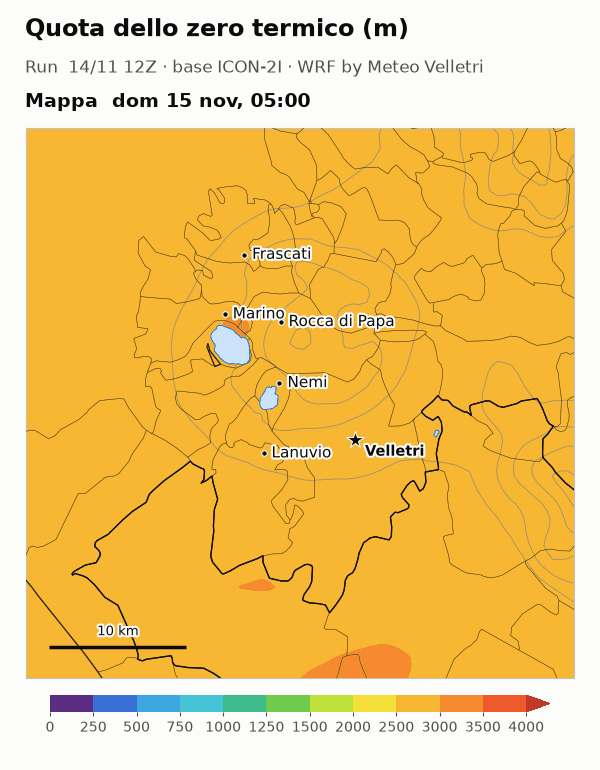 Quota dello zero termico (m)
Run  14/11 12Z · base ICON-2I · WRF by Meteo Velletri
Mappa  dom 15 nov, 05:00
Frascati
Marino
Rocca di Papa
Nemi
Velletri
Lanuvio
10 km
0 250 500 750 1000 1250 1500 2000 2500 3000 3500 4000